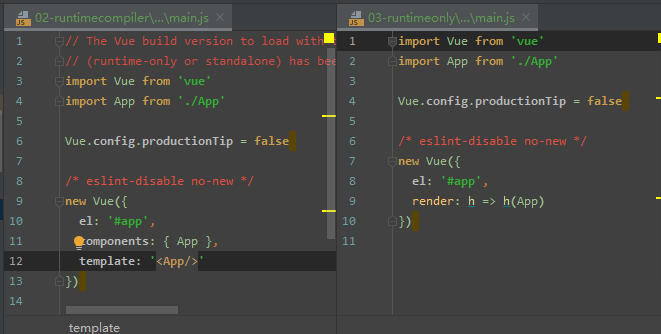 02-runtimecompiler\...\main.js
1 // The Vue build version to load with
2 // (runtime-only or standalone) has bee
3 import Vue from 'vue'
4 import App from './App'
5
6 Vue.config.productionTip = false
7
8 /* eslint-disable no-new */
9 new Vue({
10 el: '#app',
11 components: { App },
12 template: '<App/>'
13 })
14
template
03-runtimeonly\...\main.js
1 import Vue from 'vue'
2 import App from './App'
3
4 Vue.config.productionTip = false
5
6 /* eslint-disable no-new */
7 new Vue({
8 el: '#app',
9 render: h => h(App)
10 })
11